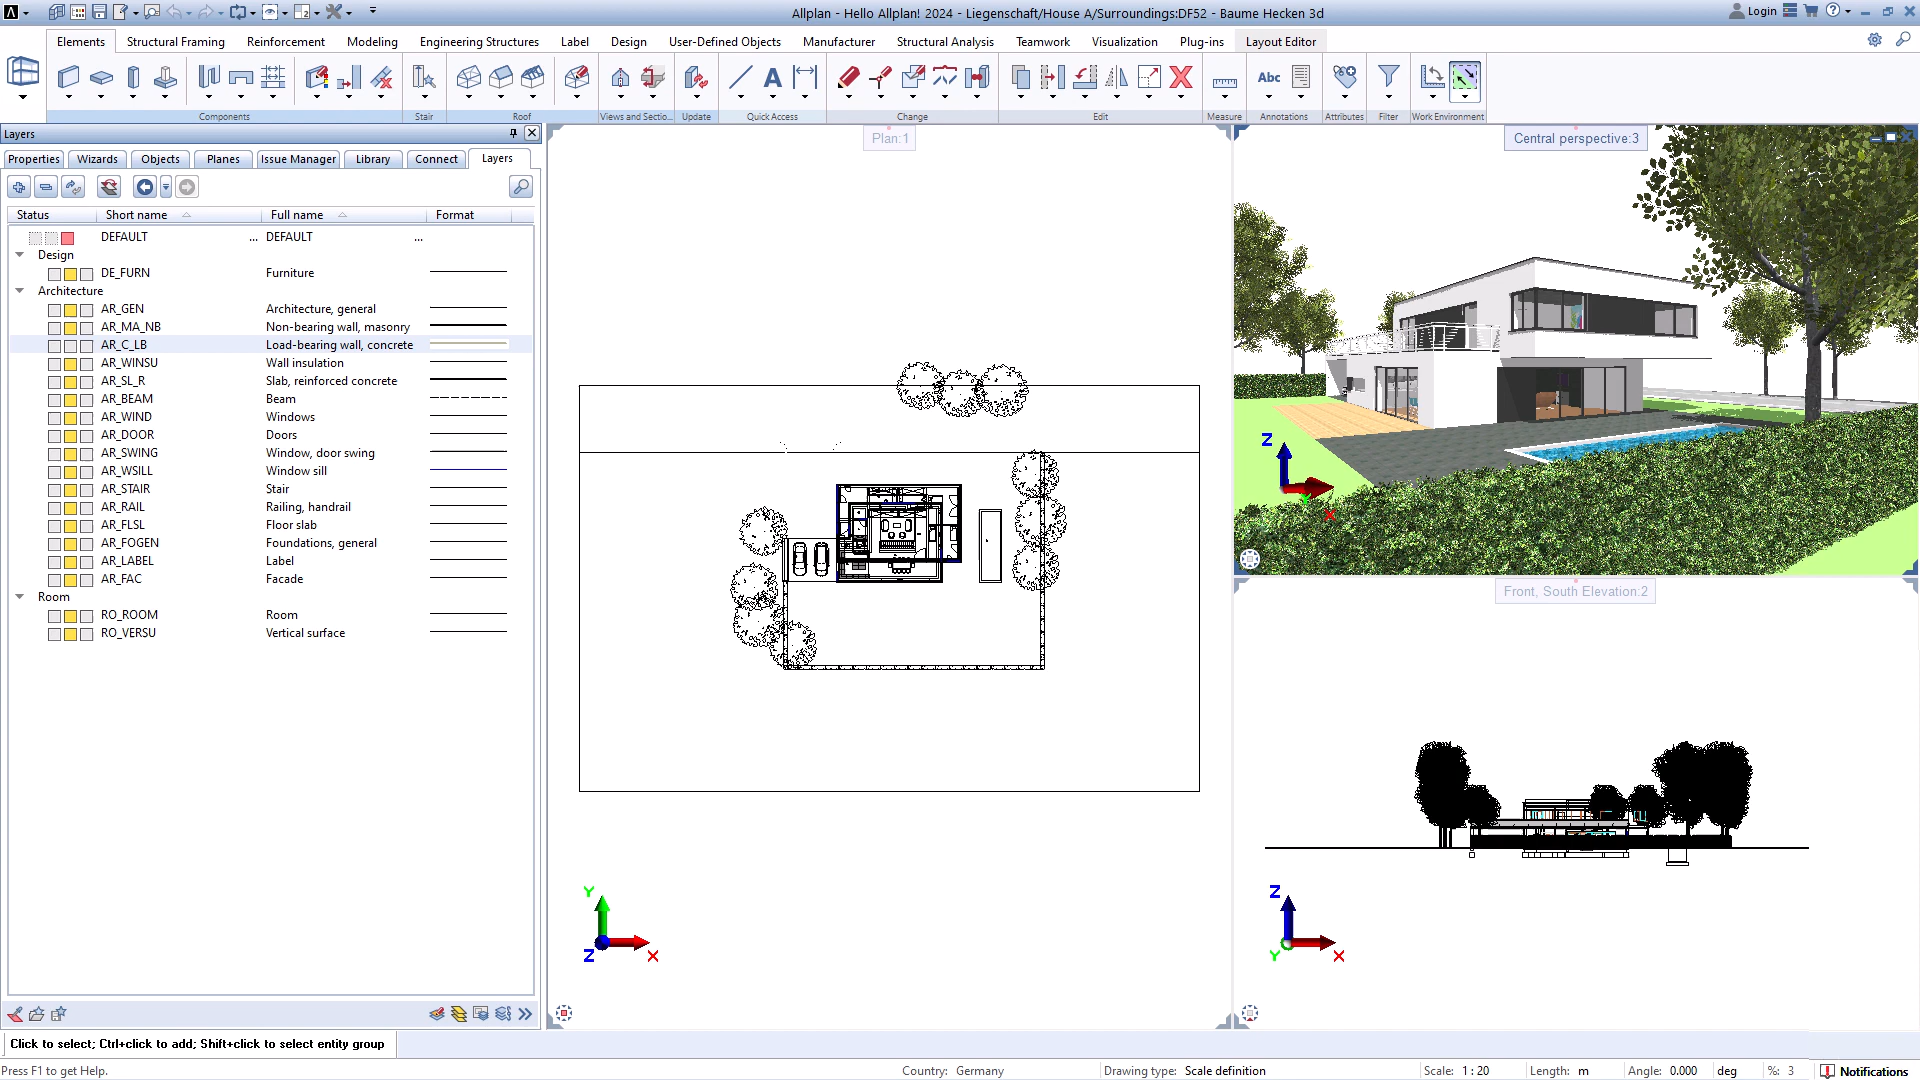 Allplan - Hello Allplan! 2024 - Liegenschaft/House A/Surroundings:DF52 - Baume Hecken 3d
Login
Elements
Structural Framing
Reinforcement
Modeling
Engineering Structures
Label
Design
User-Defined Objects
Manufacturer
Structural Analysis
Teamwork
Visualization
Plug-ins
Layout Editor
Abc
Components
Stair
Roof
Views and Sectio...
Update
Quick Access
Change
Edit
Measure
Annotations
Attributes
Filter
Work Environment
Layers
Properties
Wizards
Objects
Planes
Issue Manager
Library
Connect
Layers
Status Short name Full name Format
DEFAULT ... DEFAULT ...
Design
DE_FURN Furniture
Architecture
AR_GEN Architecture, general
AR_MA_NB Non-bearing wall, masonry
AR_C_LB Load-bearing wall, concrete
AR_WINSU Wall insulation
AR_SL_R Slab, reinforced concrete
AR_BEAM Beam
AR_WIND Windows
AR_DOOR Doors
AR_SWING Window, door swing
AR_WSILL Window sill
AR_STAIR Stair
AR_RAIL Railing, handrail
AR_FLSL Floor slab
AR_FOGEN Foundations, general
AR_LABEL Label
AR_FAC Facade
Room
RO_ROOM Room
RO_VERSU Vertical surface
Plan:1
Y
Z
X
Central perspective:3
Z
Y
X
Front, South Elevation:2
Z
Y
X
Click to select; Ctrl+click to add; Shift+click to select entity group
Press F1 to get Help.
Country: Germany
Drawing type: Scale definition
Scale: 1 : 20
Length: m
Angle: 0.000 deg
%: 3
Notifications